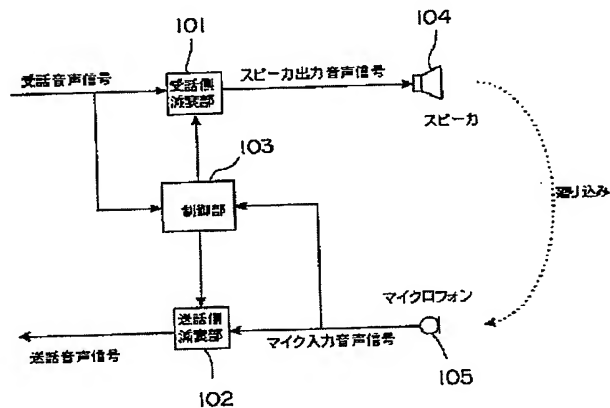 101
104
受話音声信号
受話側
減衰部
スピーカ出力音声信号
スピーカ
103
制御部
廻り込み
マイクロフォン
送話側
減衰部
送話音声信号
マイク入力音声信号
102
105